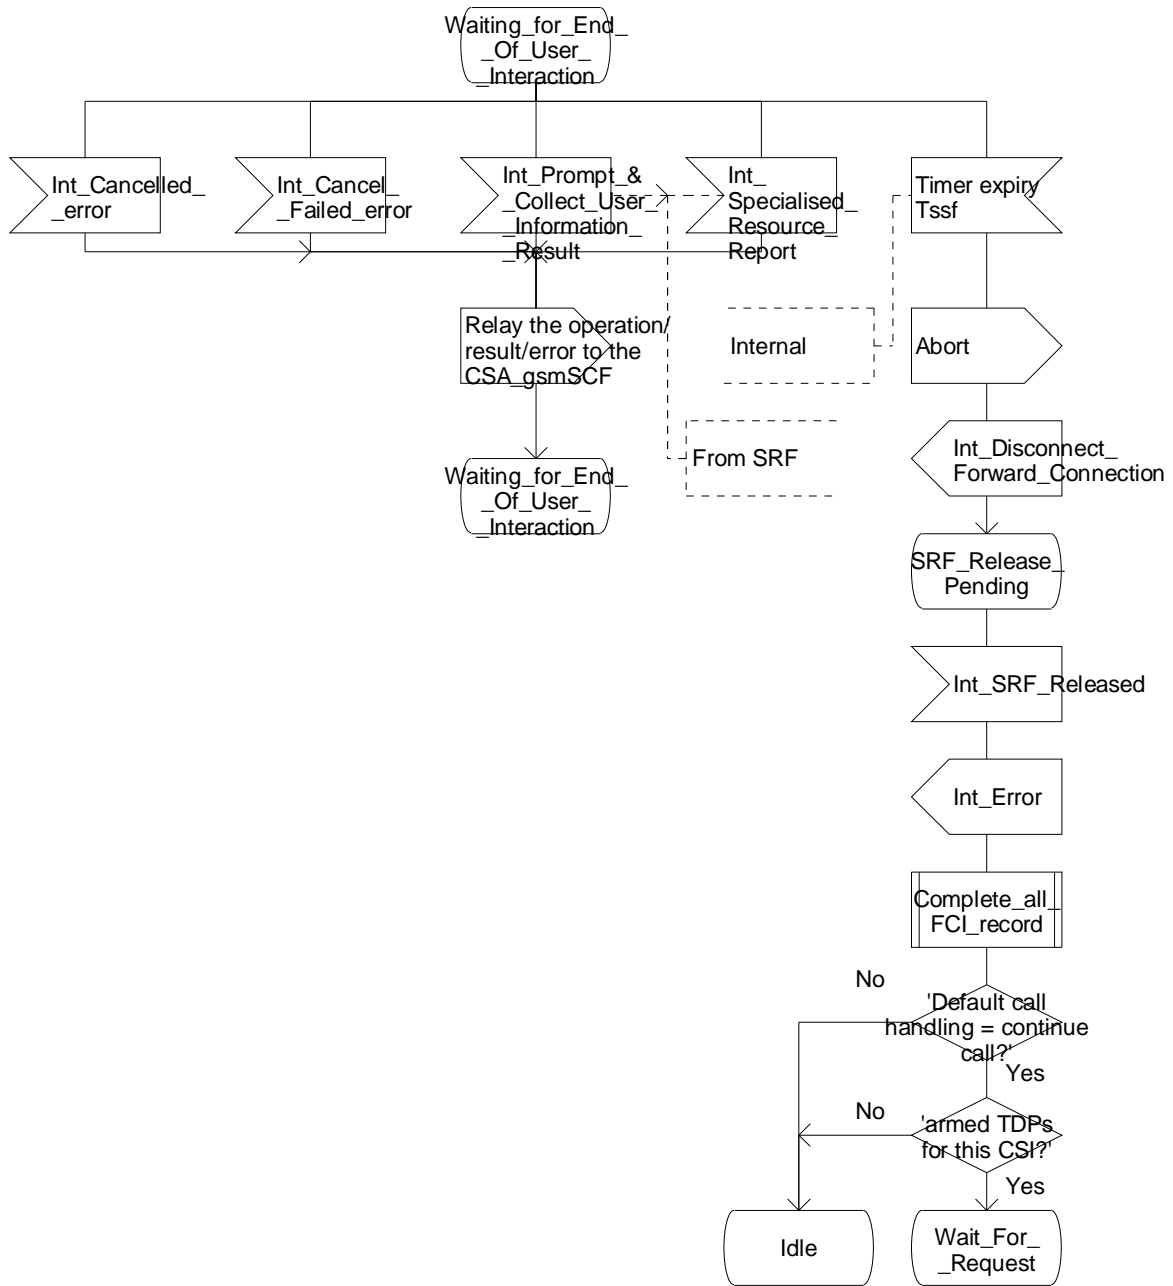 Waiting_for_End_
_Of_User_
_Interaction
Int_Cancelled_
_error
Int_Cancel_
_Failed_error
Int_Prompt_&
_Collect_User_
_Information_
_Result
Int_
Specialised_
Resource_
Report
Timer expiry
Tssf
Relay the operation/
result/error to the
CSA_gsmSCF
Internal
Abort
From SRF
Int_Disconnect_
Forward_Connection
Waiting_for_End_
_Of_User_
_Interaction
SRF_Release_
Pending
Int_SRF_Released
Int_Error
Complete_all_
FCI_record
No
'Default call
handling = continue
call?'
Yes
No
'armed TDPs
for this CSI?'
Yes
Idle
Wait_For_
_Request